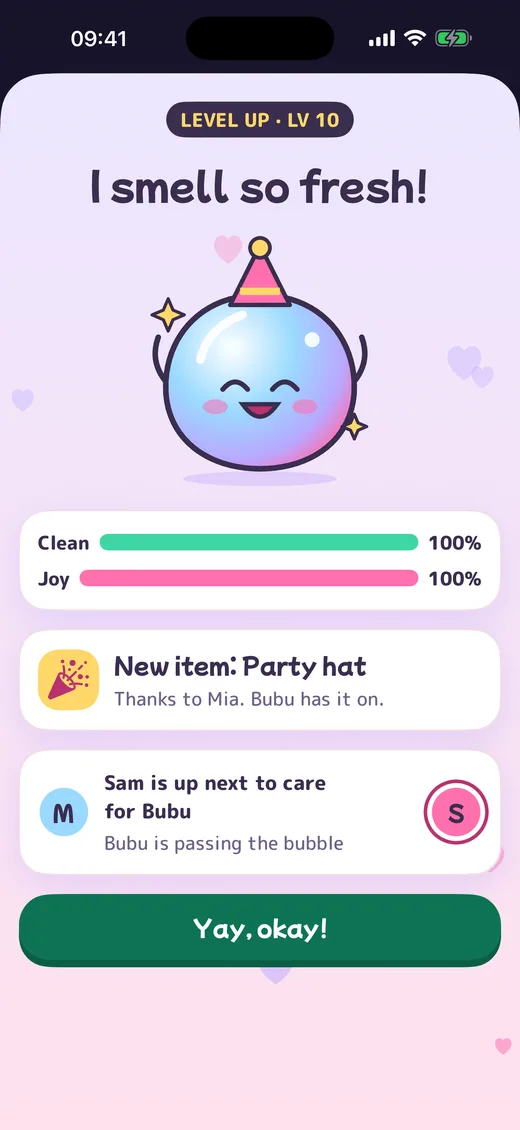 09:41
LEVEL UP · LV 10
I smell so fresh!
Clean 100%
Joy 100%
New item: Party hat
Thanks to Mia. Bubu has it on.
Sam is up next to care
for Bubu
M
S
Bubu is passing the bubble
Yay, okay!